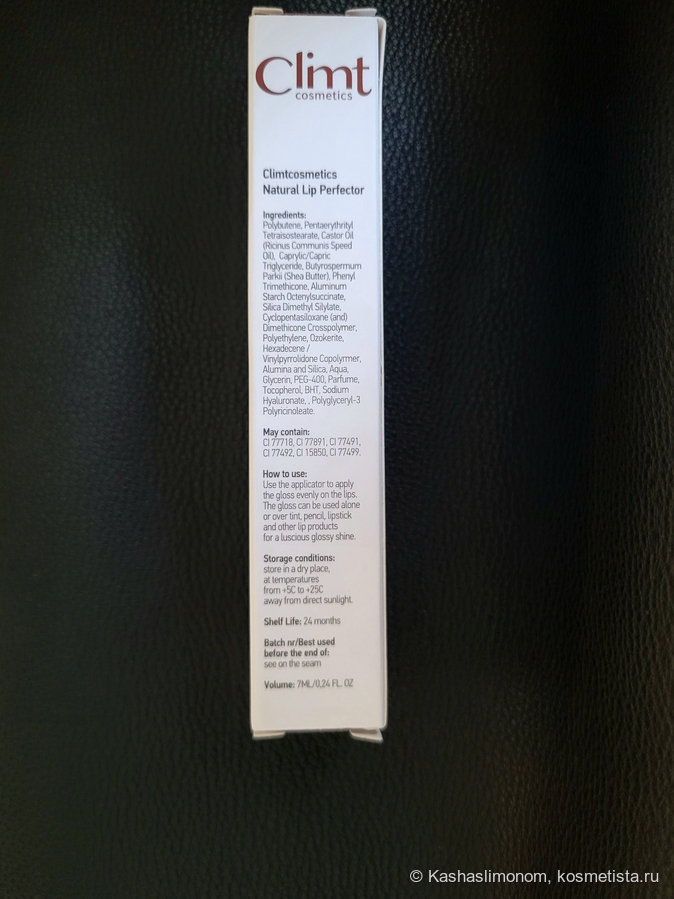 Climt
cosmetics
Climtcosmetics
Natural Lip Perfector
Ingredients:
Polybutene, Pentaerythrityl
Tetraisostearate, Castor Oil
(Ricinus Communis Speed
Oil), Caprylic/Capric
Triglyceride, Butyrospermum
Parkii (Shea Butter), Phenyl
Trimethicone, Aluminum
Starch Octenylsuccinate,
Silica Dimethyl Silylate,
Cyclopentasiloxane (and)
Dimethicone Crosspolymer,
Polyethylene, Ozokerite,
Hexadecene /
Vinylpyrrolidone Copolyrmer,
Alumina and Silica, Aqua,
Glycerin, PEG-400, Parfume,
Tocopherol, BHT, Sodium
Hyaluronate, , Polyglyceryl-3
Polyricinoleate.
May contain:
CI 77718, CI 77891, CI 77491,
CI 77492, CI 15850, CI 77499.
How to use:
Use the applicator to apply
the gloss evenly on the lips.
The gloss can be used alone
or over tint, pencil, lipstick
and other lip products
for a luscious glossy shine.
Storage conditions:
store in a dry place,
at temperatures
from +5C to +25C
away from direct sunlight.
Shelf Life: 24 months
Batch nr/Best used
before the end of:
see on the seam
Volume: 7ML/0,24 FL. OZ
© Kashaslimonom, kosmetista.ru